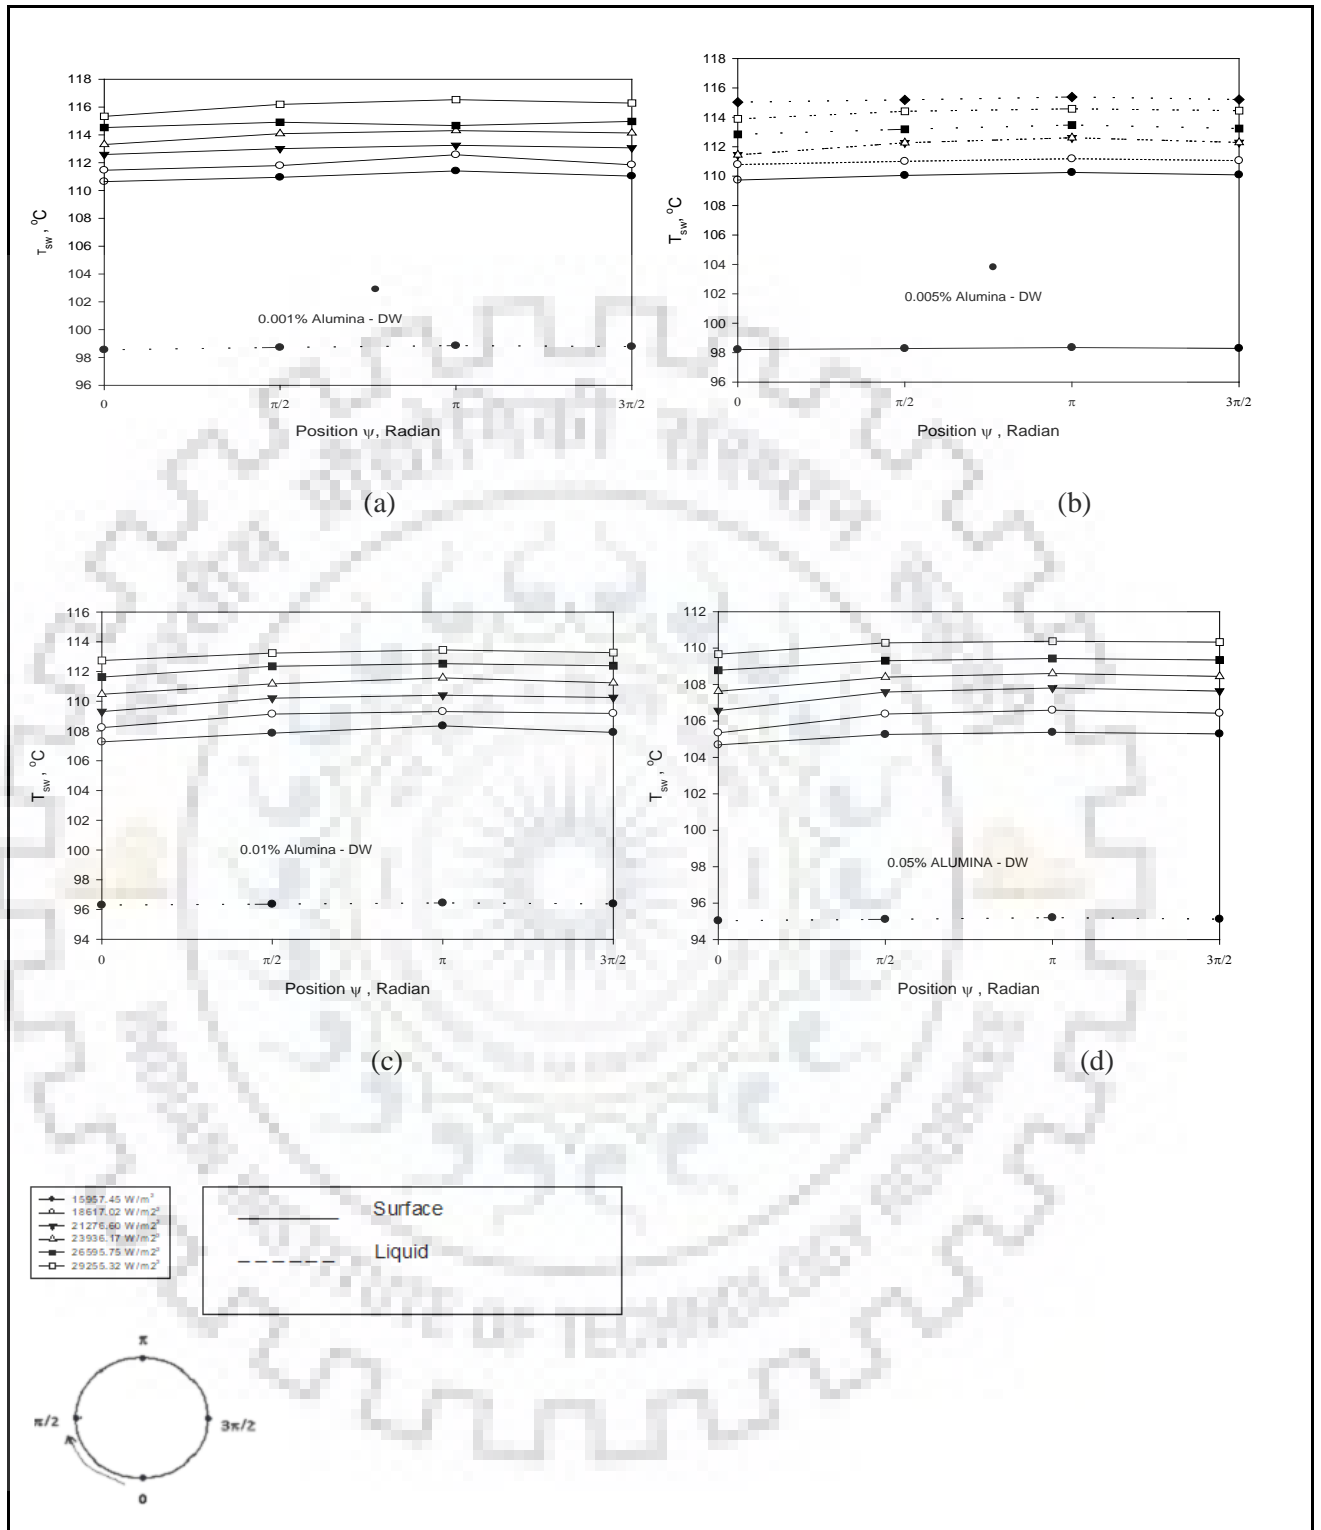 118
116
114
112
110
108
106
104
102
100
98
96
T_sw , °C
0.001% Alumina - DW
0 π/2 π 3π/2
Position ψ, Radian
(a)
118
116
114
112
110
108
106
104
102
100
98
96
T_sw, °C
0.005% Alumina - DW
0 π/2 π 3π/2
Position ψ , Radian
(b)
116
114
112
110
108
106
104
102
100
98
96
94
T_sw , °C
0.01% Alumina - DW
0 π/2 π 3π/2
Position ψ , Radian
(c)
112
110
108
106
104
102
100
98
96
94
T_sw , °C
0.05% ALUMINA - DW
0 π/2 π 3π/2
Position ψ , Radian
(d)
15957.45 W/m²
18617.02 W/m2²
21276.60 W/m2²
23936.17 W/m2²
26595.75 W/m2²
29255.32 W/m2²
Surface
Liquid
π
π/2
3π/2
0